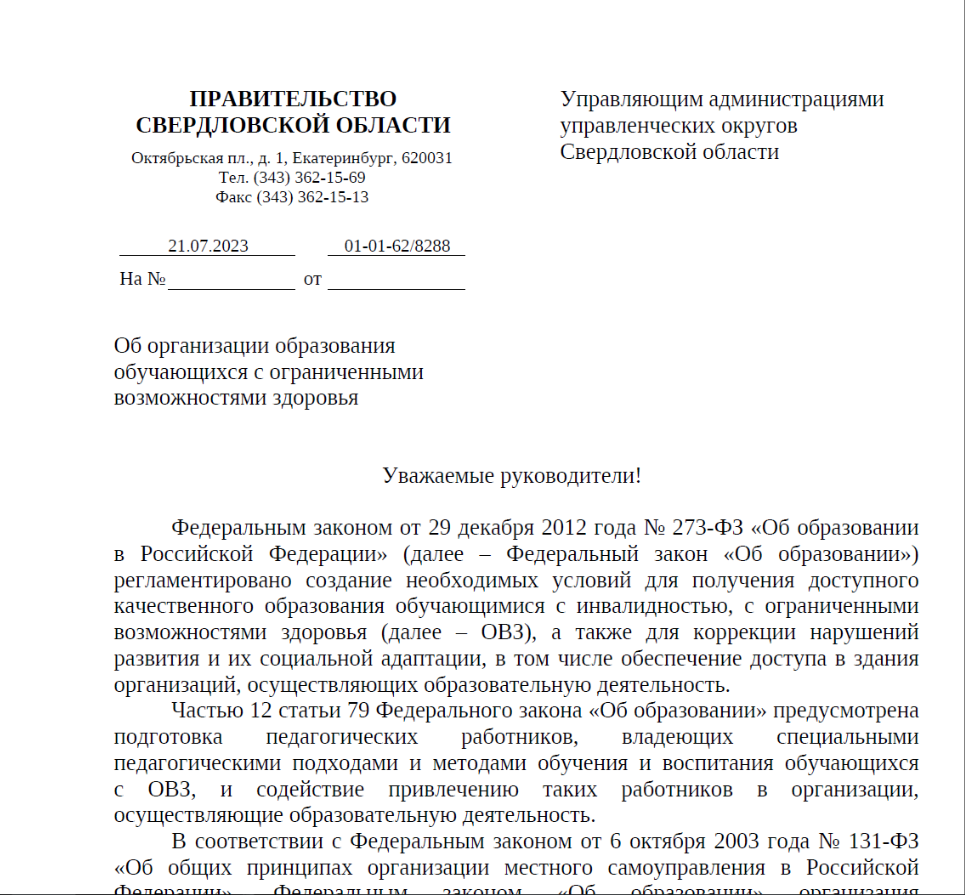 ПРАВИТЕЛЬСТВО
СВЕРДЛОВСКОЙ ОБЛАСТИ
Октябрьская пл., д. 1, Екатеринбург, 620031
Тел. (343) 362-15-69
Факс (343) 362-15-13
21.07.2023 01-01-62/8288
На № от
Управляющим администрациями
управленческих округов
Свердловской области
Об организации образования
обучающихся с ограниченными
возможностями здоровья
Уважаемые руководители!
Федеральным законом от 29 декабря 2012 года № 273-ФЗ «Об образовании
в Российской Федерации» (далее – Федеральный закон «Об образовании»)
регламентировано создание необходимых условий для получения доступного
качественного образования обучающимися с инвалидностью, с ограниченными
возможностями здоровья (далее – ОВЗ), а также для коррекции нарушений
развития и их социальной адаптации, в том числе обеспечение доступа в здания
организаций, осуществляющих образовательную деятельность.
Частью 12 статьи 79 Федерального закона «Об образовании» предусмотрена
подготовка педагогических работников, владеющих специальными
педагогическими подходами и методами обучения и воспитания обучающихся
с ОВЗ, и содействие привлечению таких работников в организации,
осуществляющие образовательную деятельность.
В соответствии с Федеральным законом от 6 октября 2003 года № 131-ФЗ
«Об общих принципах организации местного самоуправления в Российской
Федерации», Федеральным законом «Об образовании» организация